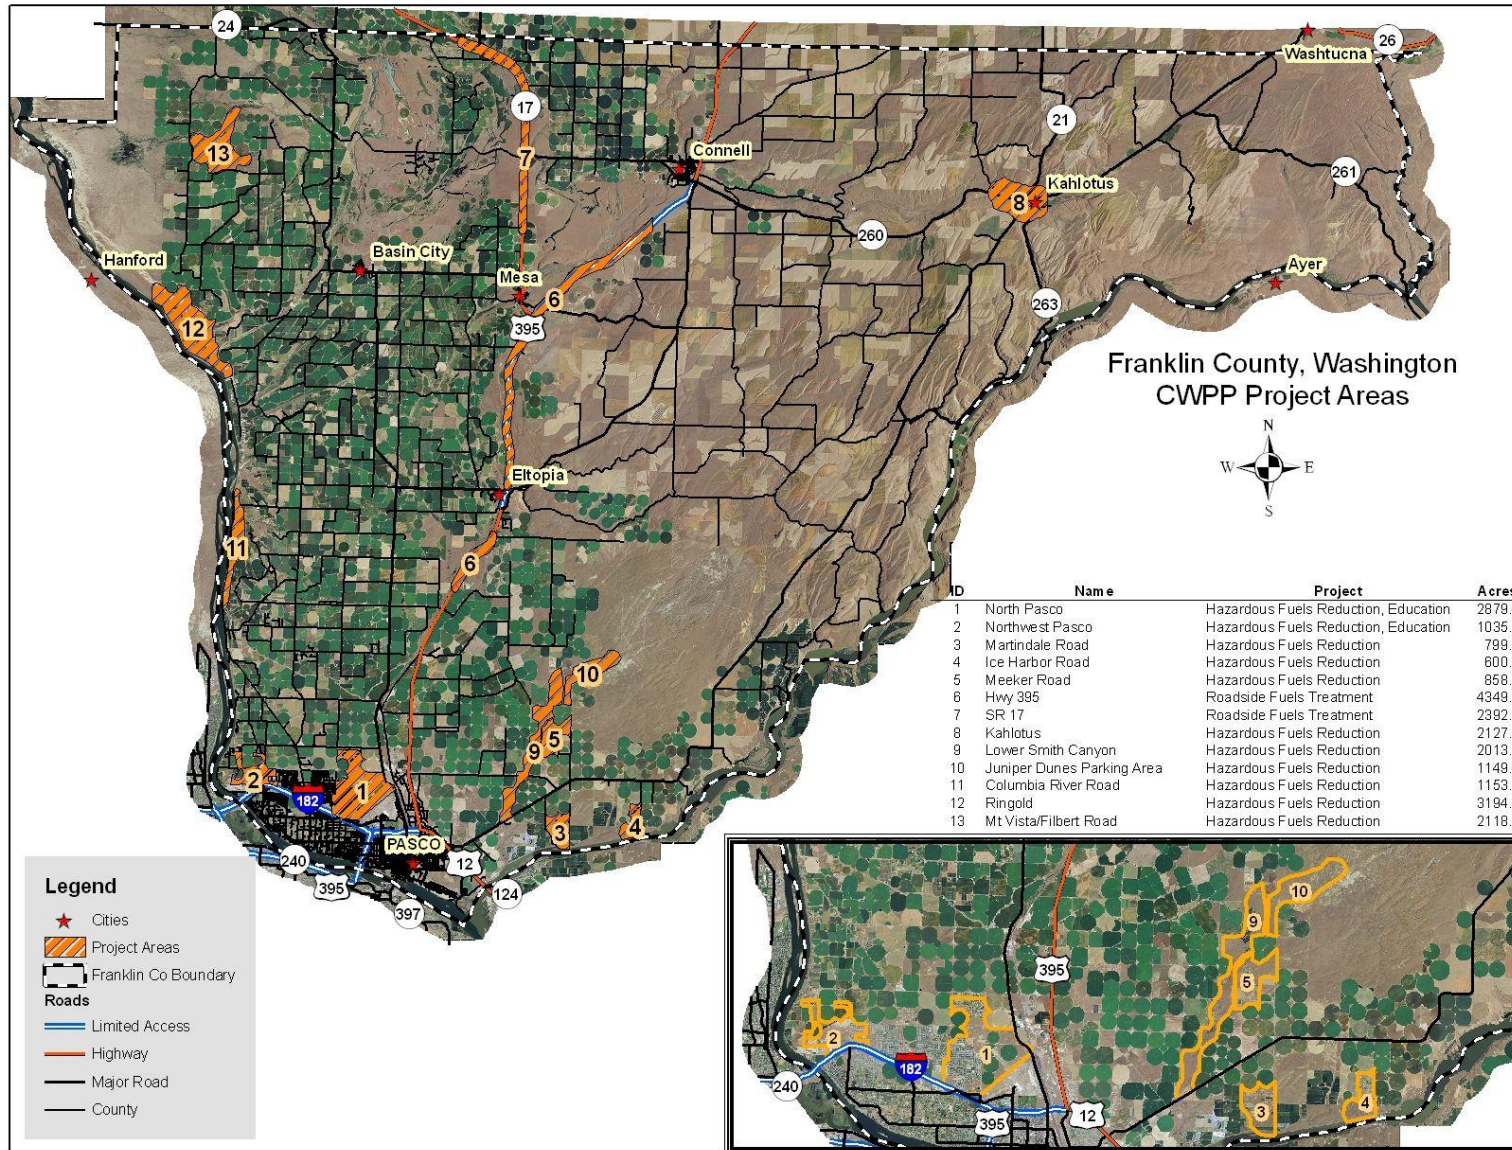 24
26
Washtucna
17
21
13
7
Connell
Kahlotus
8
261
260
Hanford
Basin City
Mesa
Ayer
6
263
395
12
Franklin County, Washington
CWPP Project Areas
N
W E
S
Eltopia
11
6
10
9
5
2
1
182
3
4
PASCO
240
395
12
124
397
ID Name Project Acres
1 North Pasco Hazardous Fuels Reduction, Education 2879.
2 Northwest Pasco Hazardous Fuels Reduction, Education 1035.
3 Martindale Road Hazardous Fuels Reduction 799.
4 Ice Harbor Road Hazardous Fuels Reduction 600.
5 Meeker Road Hazardous Fuels Reduction 858.
6 Hwy 395 Roadside Fuels Treatment 4349.
7 SR 17 Roadside Fuels Treatment 2392.
8 Kahlotus Hazardous Fuels Reduction 2127.
9 Lower Smith Canyon Hazardous Fuels Reduction 2013.
10 Juniper Dunes Parking Area Hazardous Fuels Reduction 1149.
11 Columbia River Road Hazardous Fuels Reduction 1153.
12 Ringold Hazardous Fuels Reduction 3194.
13 Mt Vista/Filbert Road Hazardous Fuels Reduction 2118.
Legend
Cities
Project Areas
Franklin Co Boundary
Roads
Limited Access
Highway
Major Road
County
10
9
395
5
2
1
182
240
3
4
12
395